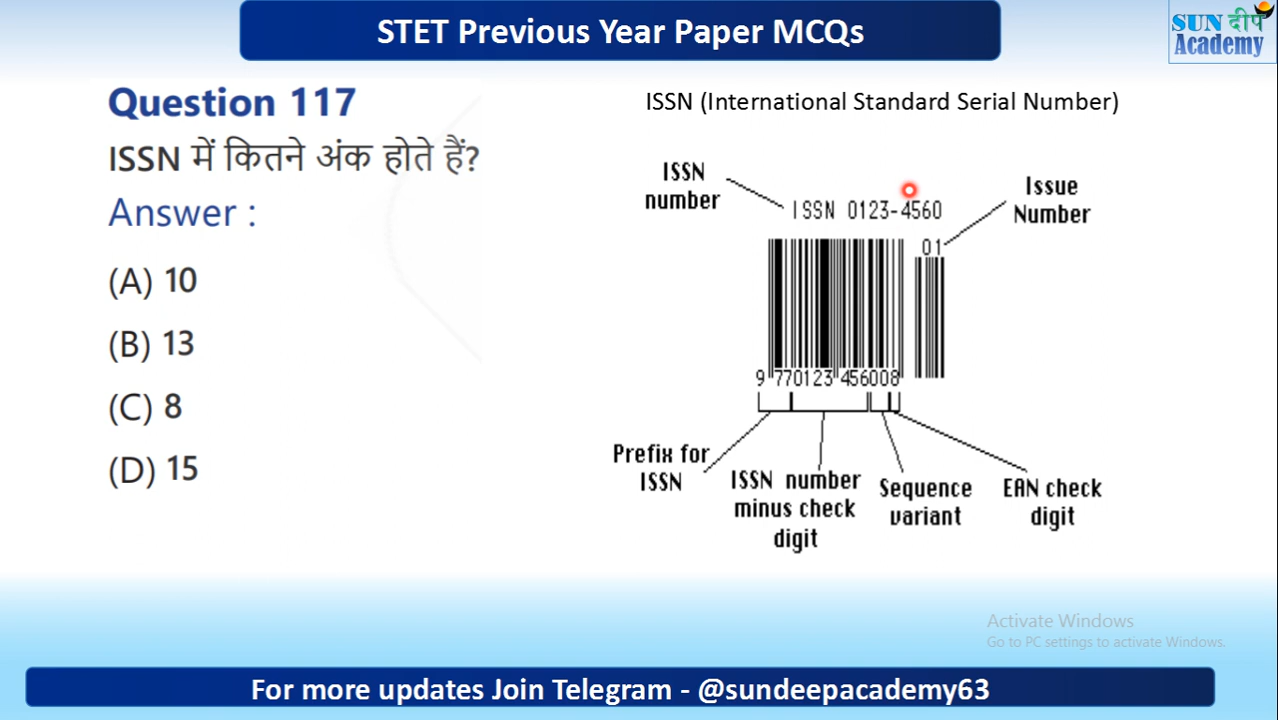 STET Previous Year Paper MCQs
SUN दीप
Academy
Question 117
ISSN में कितने अंक होते हैं?
Answer :
(A) 10
(B) 13
(C) 8
(D) 15
ISSN (International Standard Serial Number)
ISSN
number
ISSN 0123-4560
Issue
Number
01
9 770123 456008
Prefix for
ISSN
ISSN number
minus check
digit
Sequence
variant
EAN check
digit
Activate Windows
Go to PC settings to activate Windows.
For more updates Join Telegram - @sundeepacademy63